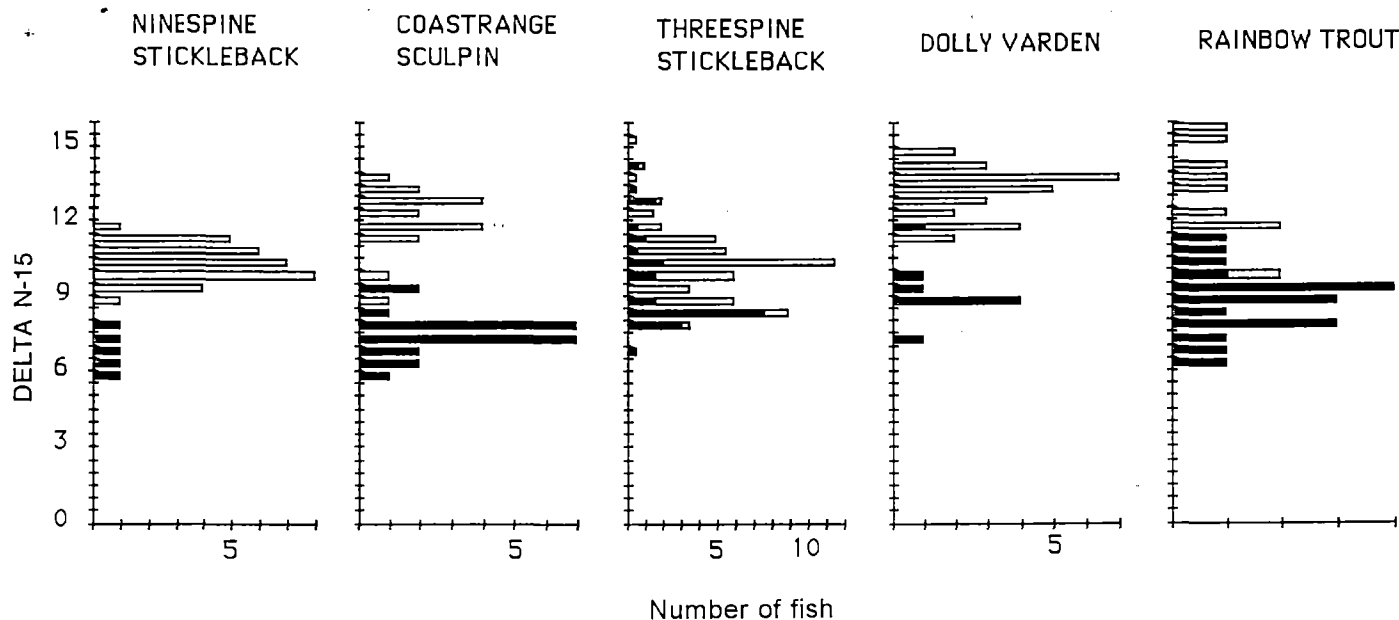 NINESPINE
STICKLEBACK
COASTRANGE
SCULPIN
THREESPINE
STICKLEBACK
DOLLY VARDEN
RAINBOW TROUT
DELTA N-15
15
12
9
6
3
0
5
5
5 10
5
Number of fish